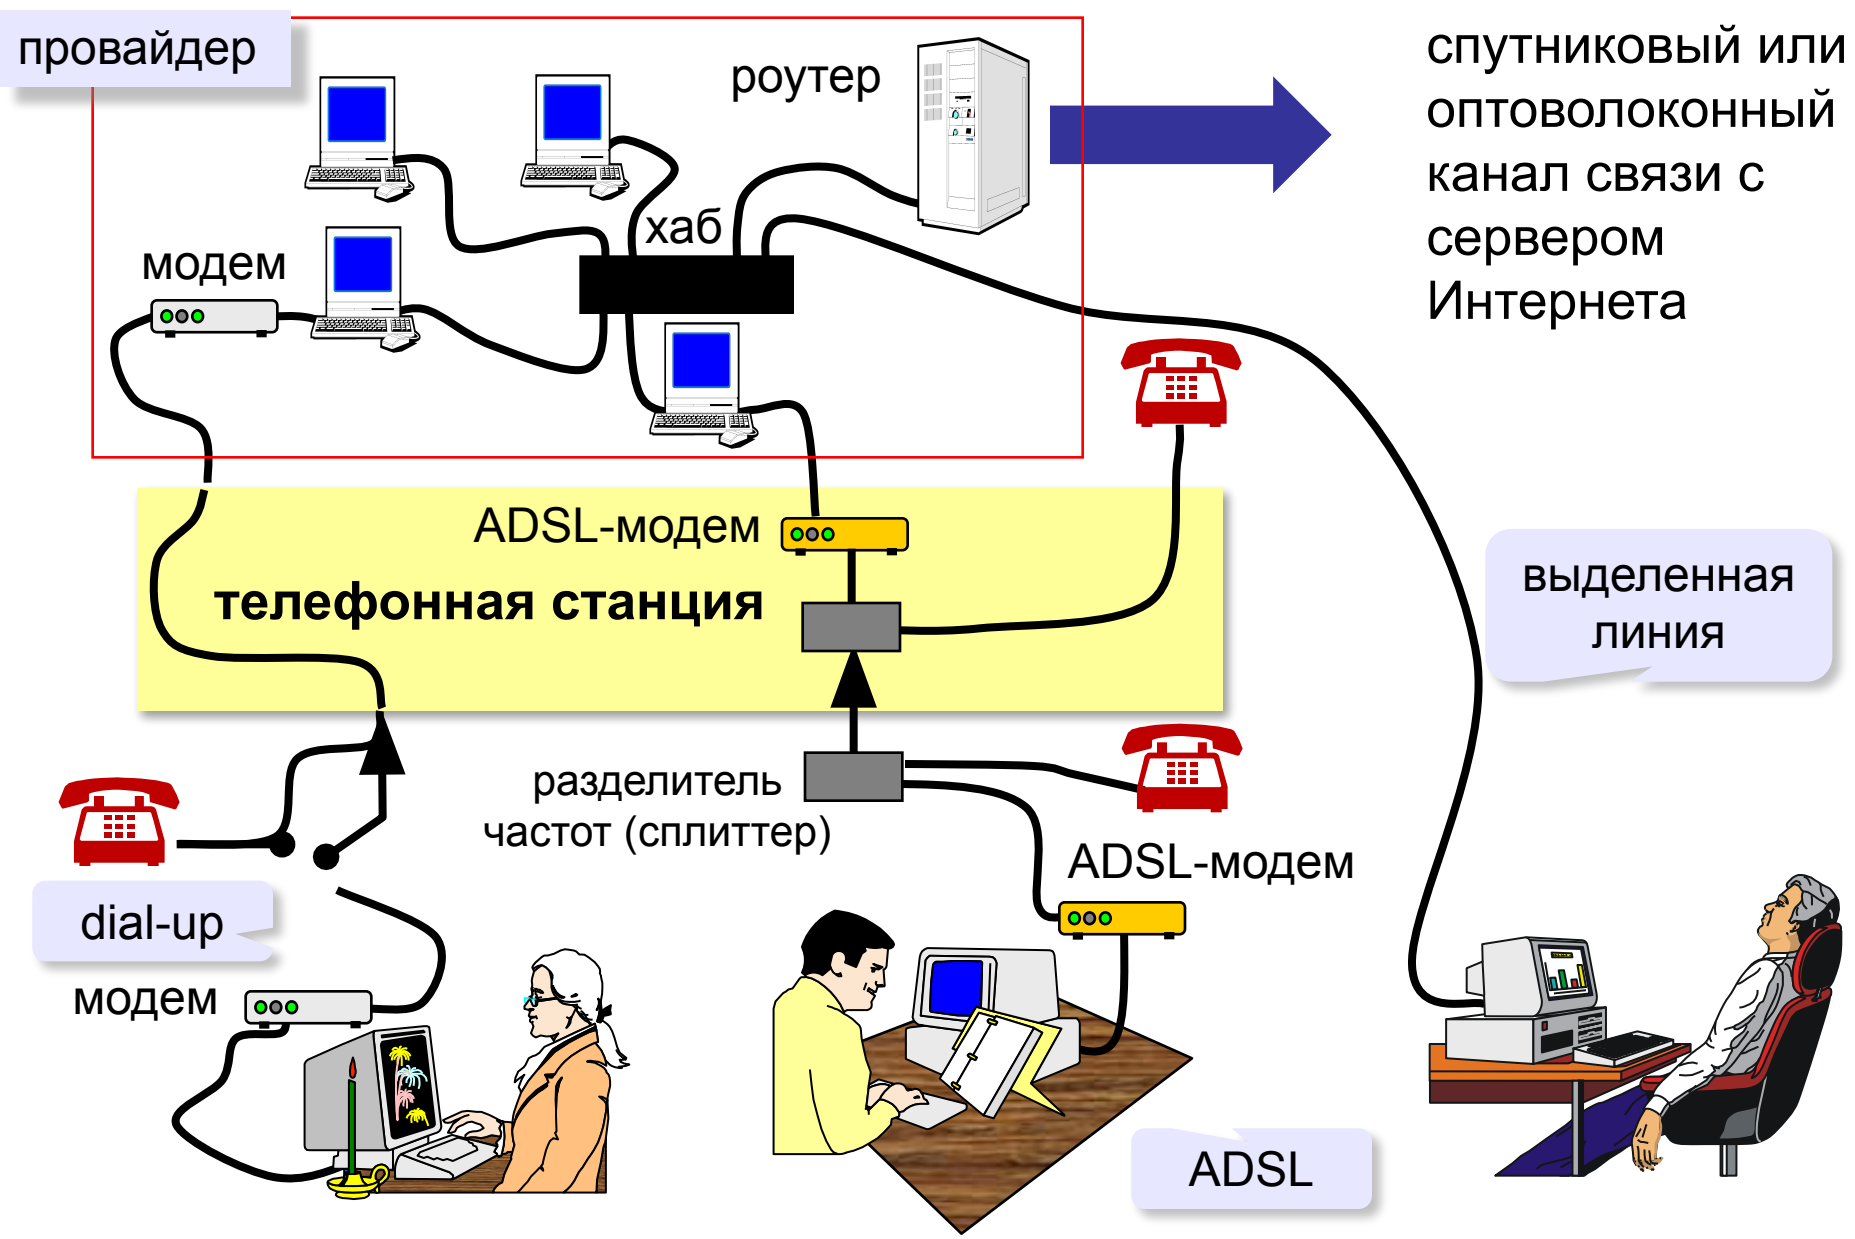 провайдер
роутер
спутниковый или
оптоволоконный
канал связи с
сервером
Интернета
хаб
модем
ADSL-модем
телефонная станция
выделенная
линия
разделитель
частот (сплиттер)
ADSL-модем
dial-up
модем
ADSL